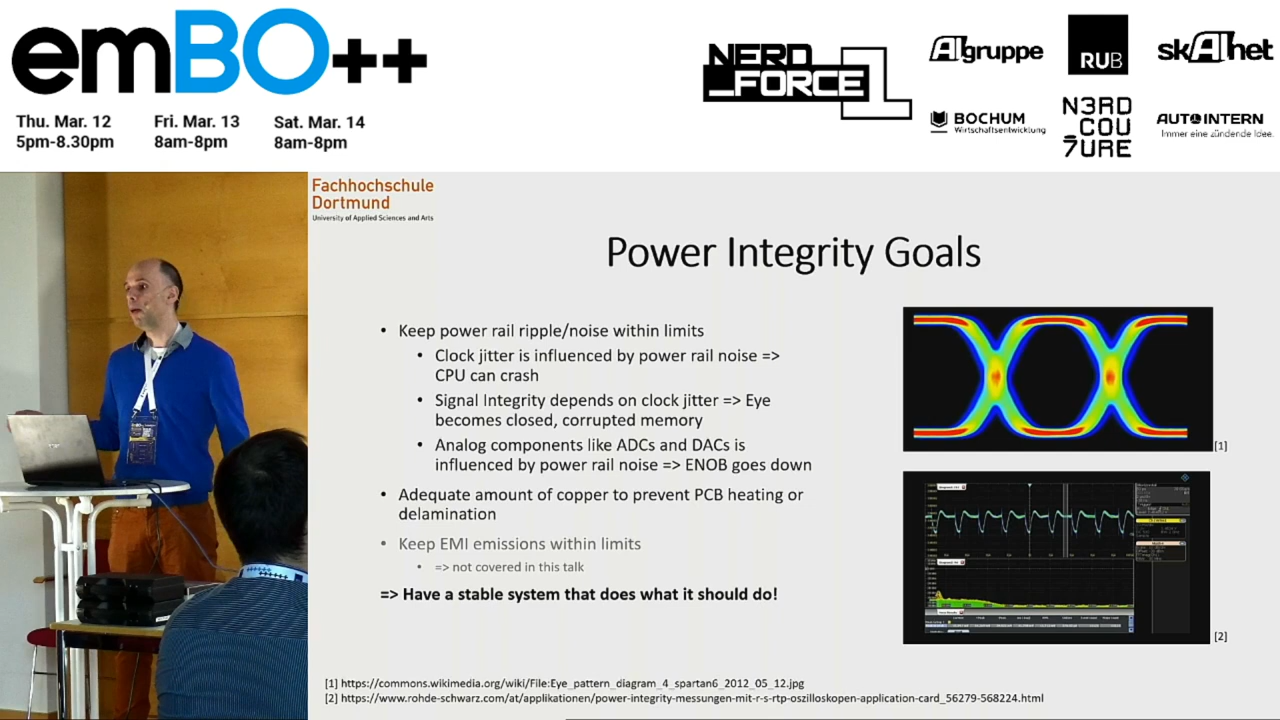 emBO++
Thu. Mar. 12
5pm-8.30pm
Fri. Mar. 13
8am-8pm
Sat. Mar. 14
8am-8pm
NERD
_FORCE
AIgruppe
RUB
skAInet
BOCHUM
Wirtschaftsentwicklung
N3RD
COU
7URE
AUTOINTERN
Immer eine zündende Idee.
Fachhochschule
Dortmund
University of Applied Sciences and Arts
Power Integrity Goals
• Keep power rail ripple/noise within limits
• Clock jitter is influenced by power rail noise =>
CPU can crash
• Signal Integrity depends on clock jitter => Eye
becomes closed, corrupted memory
• Analog components like ADCs and DACs is
influenced by power rail noise => ENOB goes down
• Adequate amount of copper to prevent PCB heating or
delamination
• Keep EMI emissions within limits
• => not covered in this talk
=> Have a stable system that does what it should do!
[1]
[2]
[1] https://commons.wikimedia.org/wiki/File:Eye_pattern_diagram_4_spartan6_2012_05_12.jpg
[2] https://www.rohde-schwarz.com/at/applikationen/power-integrity-messungen-mit-r-s-rtp-oszilloskopen-application-card_56279-568224.html